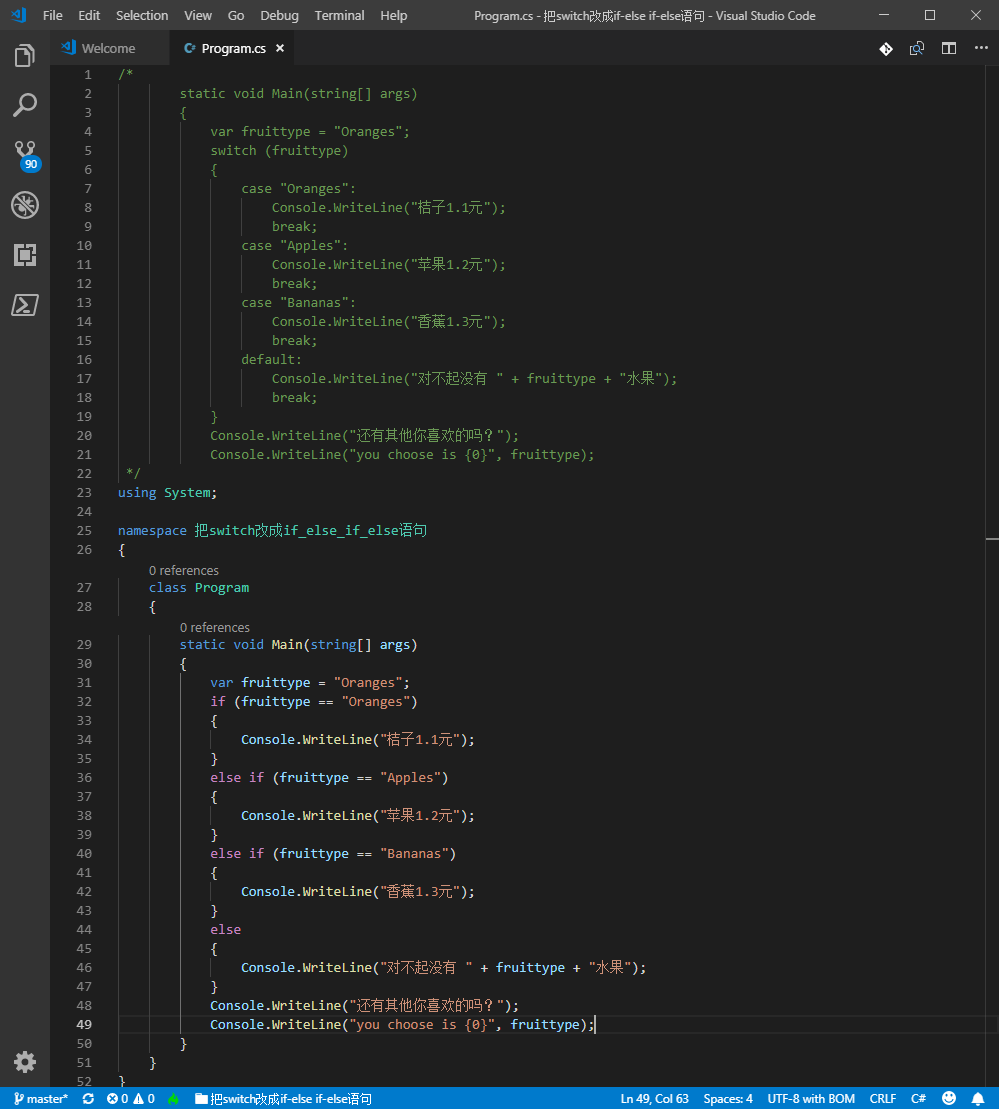 File Edit Selection View Go Debug Terminal Help Program.cs - 把switch改成if-else if-else语句 - Visual Studio Code
Welcome Program.cs
90
1 /*
2 static void Main(string[] args)
3 {
4 var fruittype = "Oranges";
5 switch (fruittype)
6 {
7 case "Oranges":
8 Console.WriteLine("桔子1.1元");
9 break;
10 case "Apples":
11 Console.WriteLine("苹果1.2元");
12 break;
13 case "Bananas":
14 Console.WriteLine("香蕉1.3元");
15 break;
16 default:
17 Console.WriteLine("对不起没有 " + fruittype + "水果");
18 break;
19 }
20 Console.WriteLine("还有其他你喜欢的吗？");
21 Console.WriteLine("you choose is {0}", fruittype);
22 */
23 using System;
24
25 namespace 把switch改成if_else_if_else语句
26 {
0 references
27 class Program
28 {
0 references
29 static void Main(string[] args)
30 {
31 var fruittype = "Oranges";
32 if (fruittype == "Oranges")
33 {
34 Console.WriteLine("桔子1.1元");
35 }
36 else if (fruittype == "Apples")
37 {
38 Console.WriteLine("苹果1.2元");
39 }
40 else if (fruittype == "Bananas")
41 {
42 Console.WriteLine("香蕉1.3元");
43 }
44 else
45 {
46 Console.WriteLine("对不起没有 " + fruittype + "水果");
47 }
48 Console.WriteLine("还有其他你喜欢的吗？");
49 Console.WriteLine("you choose is {0}", fruittype);
50 }
51 }
52 }
master* 0 0 把switch改成if-else if-else语句 Ln 49, Col 63 Spaces: 4 UTF-8 with BOM CRLF C#